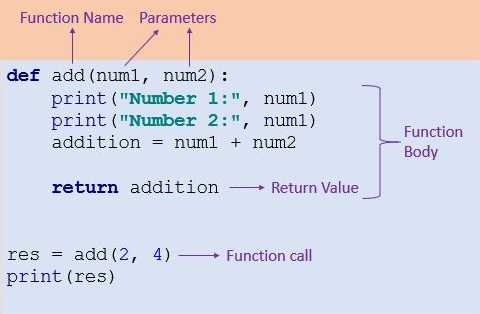 Function Name Parameters
def add(num1, num2):
print("Number 1:", num1)
print("Number 2:", num1)
addition = num1 + num2
Function
Body
return addition Return Value
res = add(2, 4) Function call
print(res)